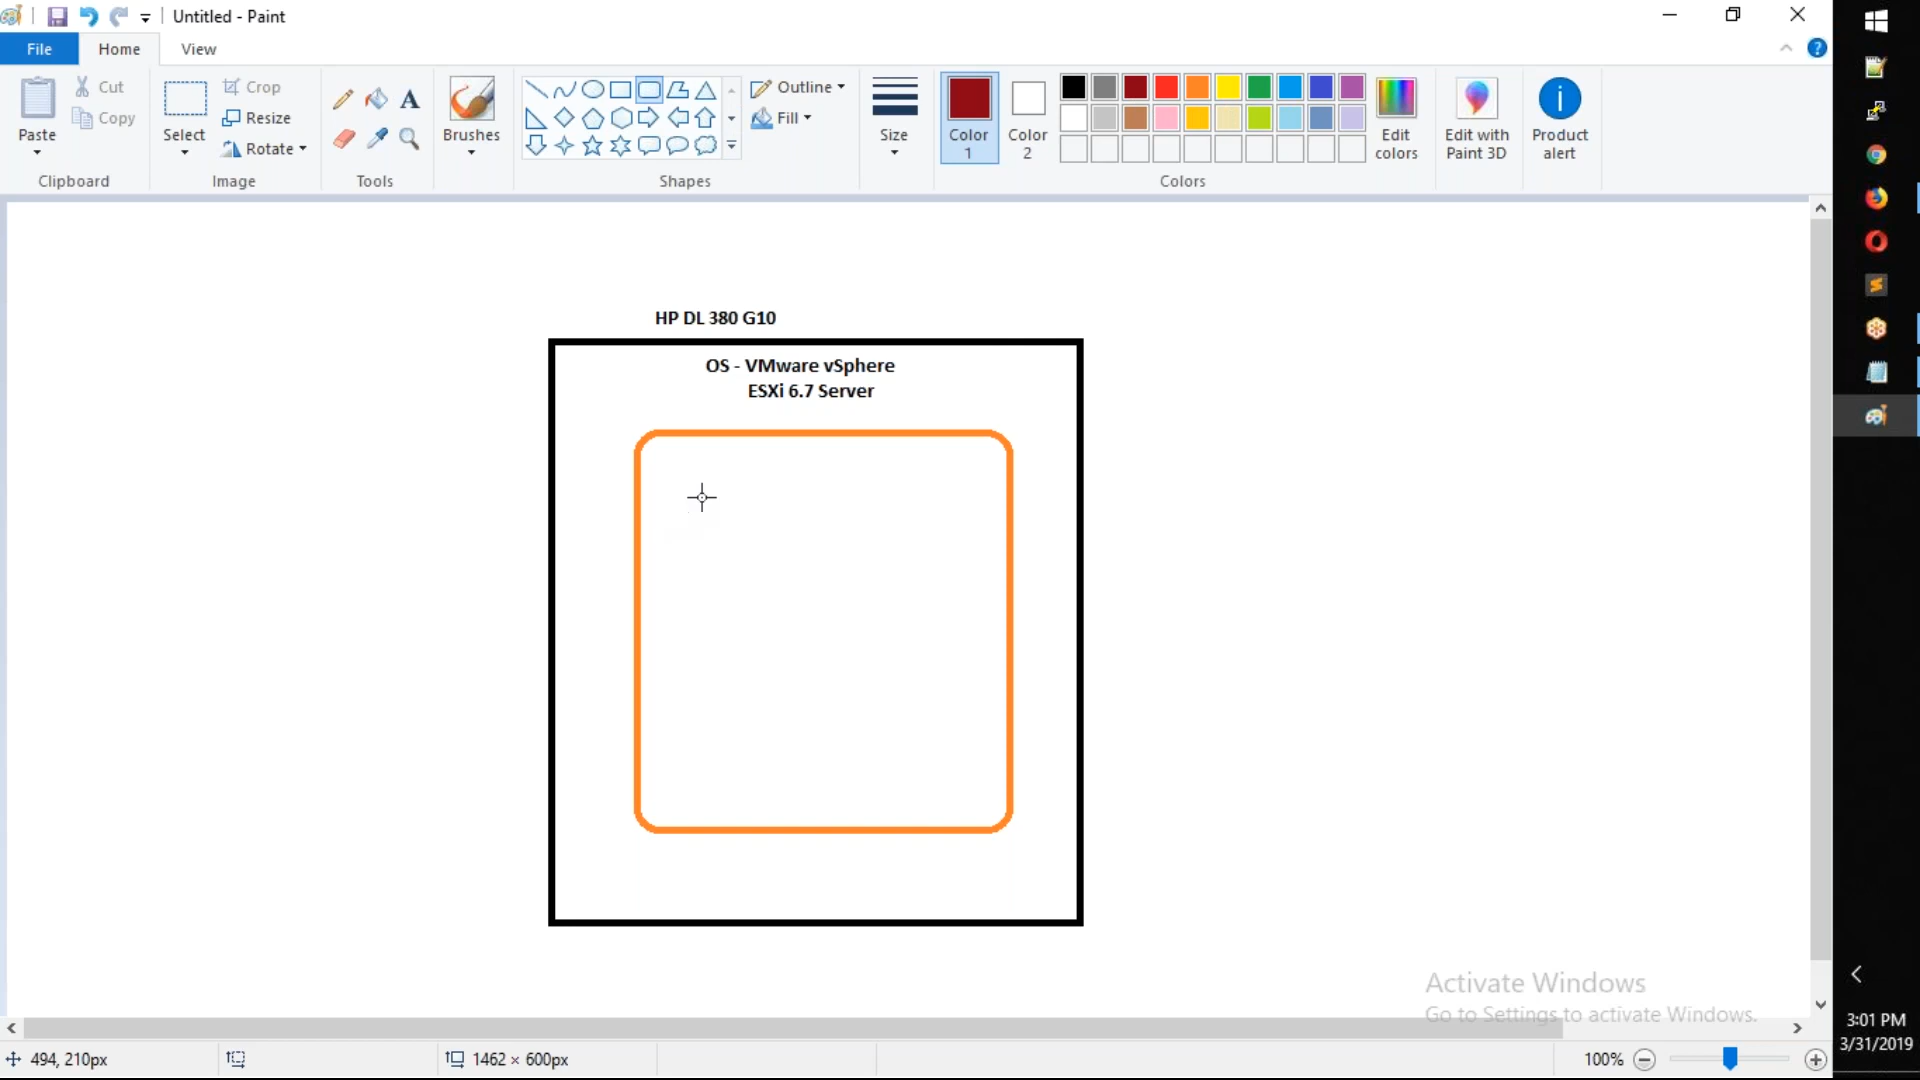 Untitled - Paint
File Home View
Paste
Cut
Copy
Clipboard
Select
Crop
Resize
Rotate
Image
A
Tools
Brushes
Shapes
Outline
Fill
Size
Color 1
Color 2
Colors
Edit colors
Edit with Paint 3D
Product alert
HP DL 380 G10
OS - VMware vSphere
ESXi 6.7 Server
Activate Windows
Go to Settings to activate Windows.
494, 210px
1462 × 600px
100%
3:01 PM
3/31/2019